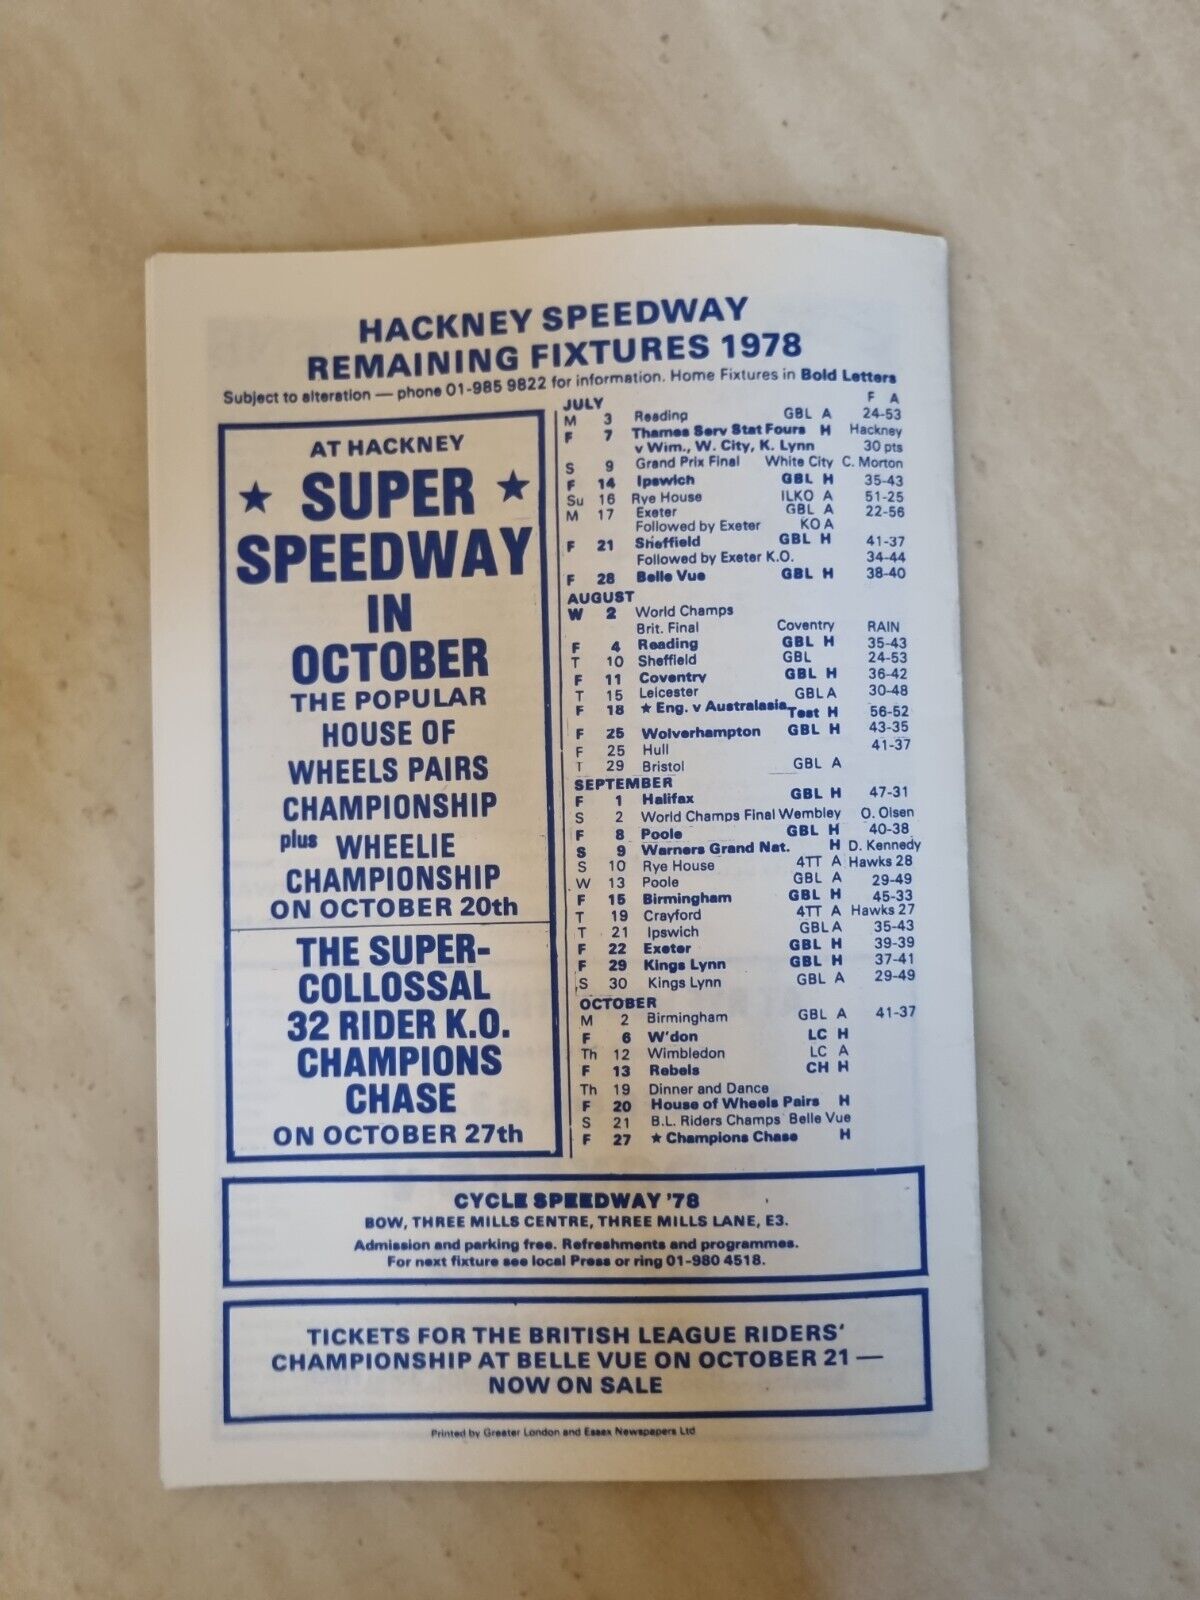 HACKNEY SPEEDWAY
REMAINING FIXTURES 1978
Subject to alteration — phone 01-985 9822 for information. Home Fixtures in Bold Letters
AT HACKNEY
★ SUPER ★
SPEEDWAY
IN
OCTOBER
THE POPULAR
HOUSE OF
WHEELS PAIRS
CHAMPIONSHIP
plus WHEELIE
CHAMPIONSHIP
ON OCTOBER 20th
THE SUPER-
COLLOSSAL
32 RIDER K.O.
CHAMPIONS
CHASE
ON OCTOBER 27th
JULY F A
M 3 Reading GBL A 24-53
F 7 Thames Serv Stat Fours H Hackney
v Wim., W. City, K. Lynn 30 pts
S 9 Grand Prix Final White City C. Morton
F 14 Ipswich GBL H 35-43
Su 16 Rye House ILKO A 51-25
M 17 Exeter GBL A 22-56
Followed by Exeter KO A
F 21 Sheffield GBL H 41-37
Followed by Exeter K.O. 34-44
F 28 Belle Vue GBL H 38-40
AUGUST
W 2 World Champs
Brit. Final Coventry RAIN
F 4 Reading GBL H 35-43
T 10 Sheffield GBL 24-53
F 11 Coventry GBL H 36-42
T 15 Leicester GBL A 30-48
F 18 ★ Eng. v Australasia Test H 56-52
F 25 Wolverhampton GBL H 43-35
F 25 Hull 41-37
T 29 Bristol GBL A
SEPTEMBER
F 1 Halifax GBL H 47-31
S 2 World Champs Final Wembley O. Olsen
F 8 Poole GBL H 40-38
S 9 Warners Grand Nat. H D. Kennedy
S 10 Rye House 4TT A Hawks 28
W 13 Poole GBL A 29-49
F 15 Birmingham GBL H 45-33
T 19 Crayford 4TT A Hawks 27
T 21 Ipswich GBL A 35-43
F 22 Exeter GBL H 39-39
F 29 Kings Lynn GBL H 37-41
S 30 Kings Lynn GBL A 29-49
OCTOBER
M 2 Birmingham GBL A 41-37
F 6 W'don LC H
Th 12 Wimbledon LC A
F 13 Rebels CH H
Th 19 Dinner and Dance
F 20 House of Wheels Pairs H
S 21 B.L. Riders Champs Belle Vue
F 27 ★ Champions Chase H
CYCLE SPEEDWAY '78
BOW, THREE MILLS CENTRE, THREE MILLS LANE, E3.
Admission and parking free. Refreshments and programmes.
For next fixture see local Press or ring 01-980 4518.
TICKETS FOR THE BRITISH LEAGUE RIDERS'
CHAMPIONSHIP AT BELLE VUE ON OCTOBER 21 —
NOW ON SALE
Printed by Greater London and Essex Newspapers Ltd